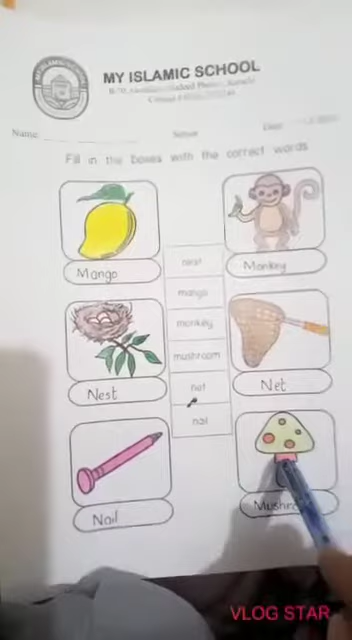 MY ISLAMIC SCHOOL
Name:
Date:
Fill in the boxes with the correct words
Mango
Monkey
nest
mango
monkey
mushroom
net
nail
Nest
Net
Nail
VLOG STAR